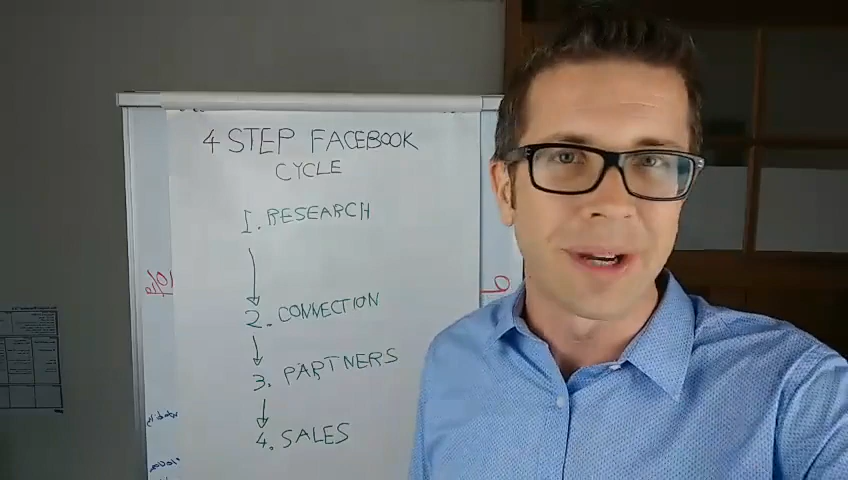 4 STEP FACEBOOK
CYCLE
1. RESEARCH
2. CONNECTION
3. PARTNERS
4. SALES